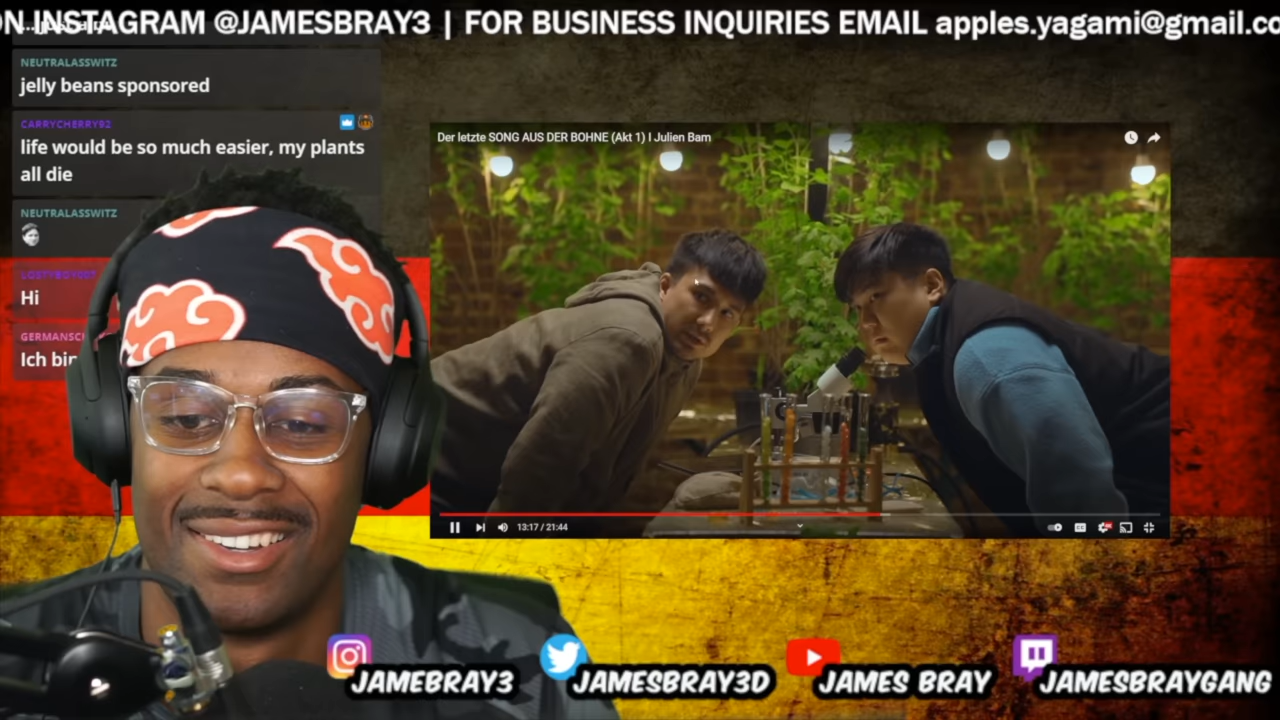 ON INSTAGRAM @JAMESBRAY3 | FOR BUSINESS INQUIRIES EMAIL apples.yagami@gmail.co
NEUTRALASSWITZ
jelly beans sponsored
CARRYCHERRY92
life would be so much easier, my plants
all die
NEUTRALASSWITZ
Hi
GERMANSCH
Ich bin
Der letzte SONG AUS DER BOHNE (Akt 1) I Julien Bam
13:17 / 21:44
JAMEBRAY3
JAMESBRAY3D
JAMES BRAY
JAMESBRAYGANG